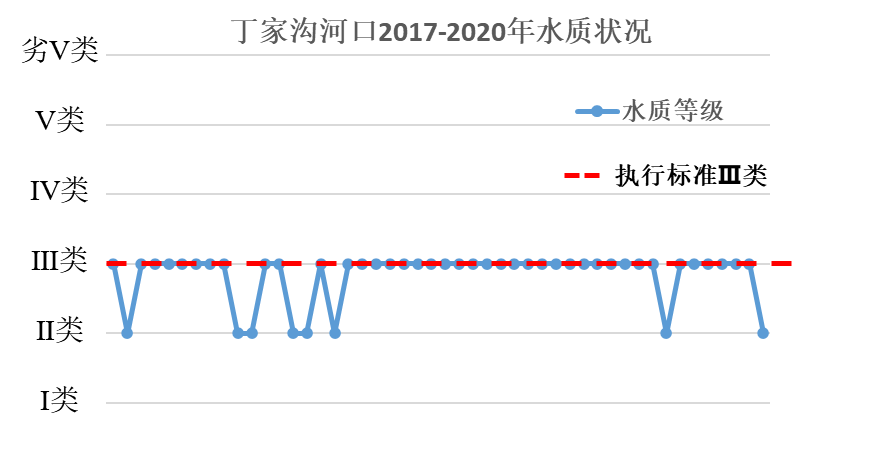 丁家沟河口2017-2020年水质状况
劣V类
V类
IV类
III类
II类
I类
水质等级
执行标准Ⅲ类